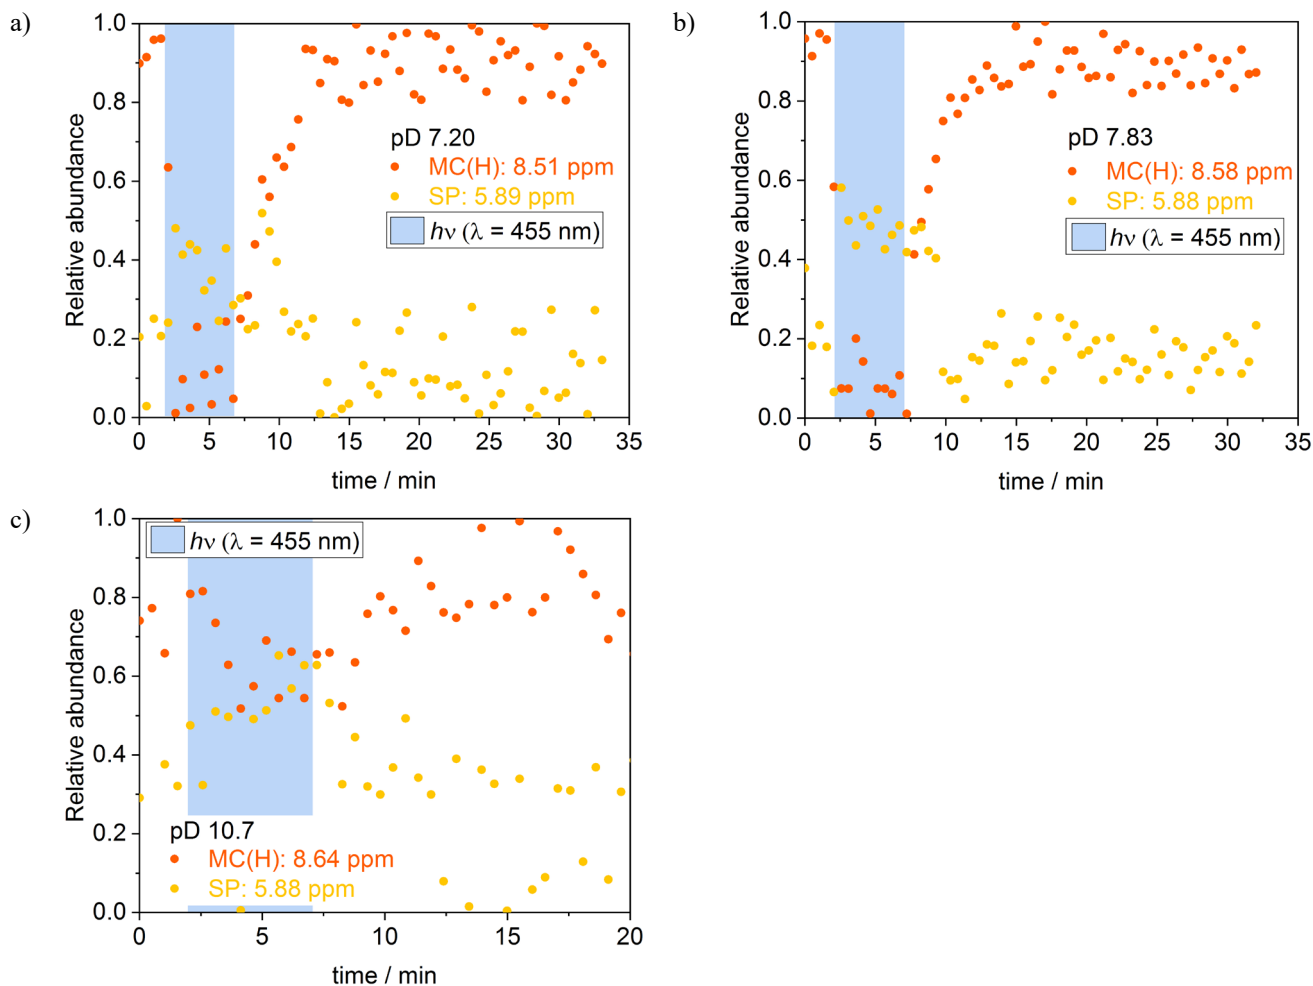 a)
1.0
0.8
0.6
0.4
0.2
0.0
Relative abundance
pD 7.20
MC(H): 8.51 ppm
SP: 5.89 ppm
hν (λ = 455 nm)
0 5 10 15 20 25 30 35
time / min
b)
1.0
0.8
0.6
0.4
0.2
0.0
Relative abundance
pD 7.83
MC(H): 8.58 ppm
SP: 5.88 ppm
hν (λ = 455 nm)
0 5 10 15 20 25 30 35
time / min
c)
1.0
0.8
0.6
0.4
0.2
0.0
Relative abundance
hν (λ = 455 nm)
pD 10.7
MC(H): 8.64 ppm
SP: 5.88 ppm
0 5 10 15 20
time / min